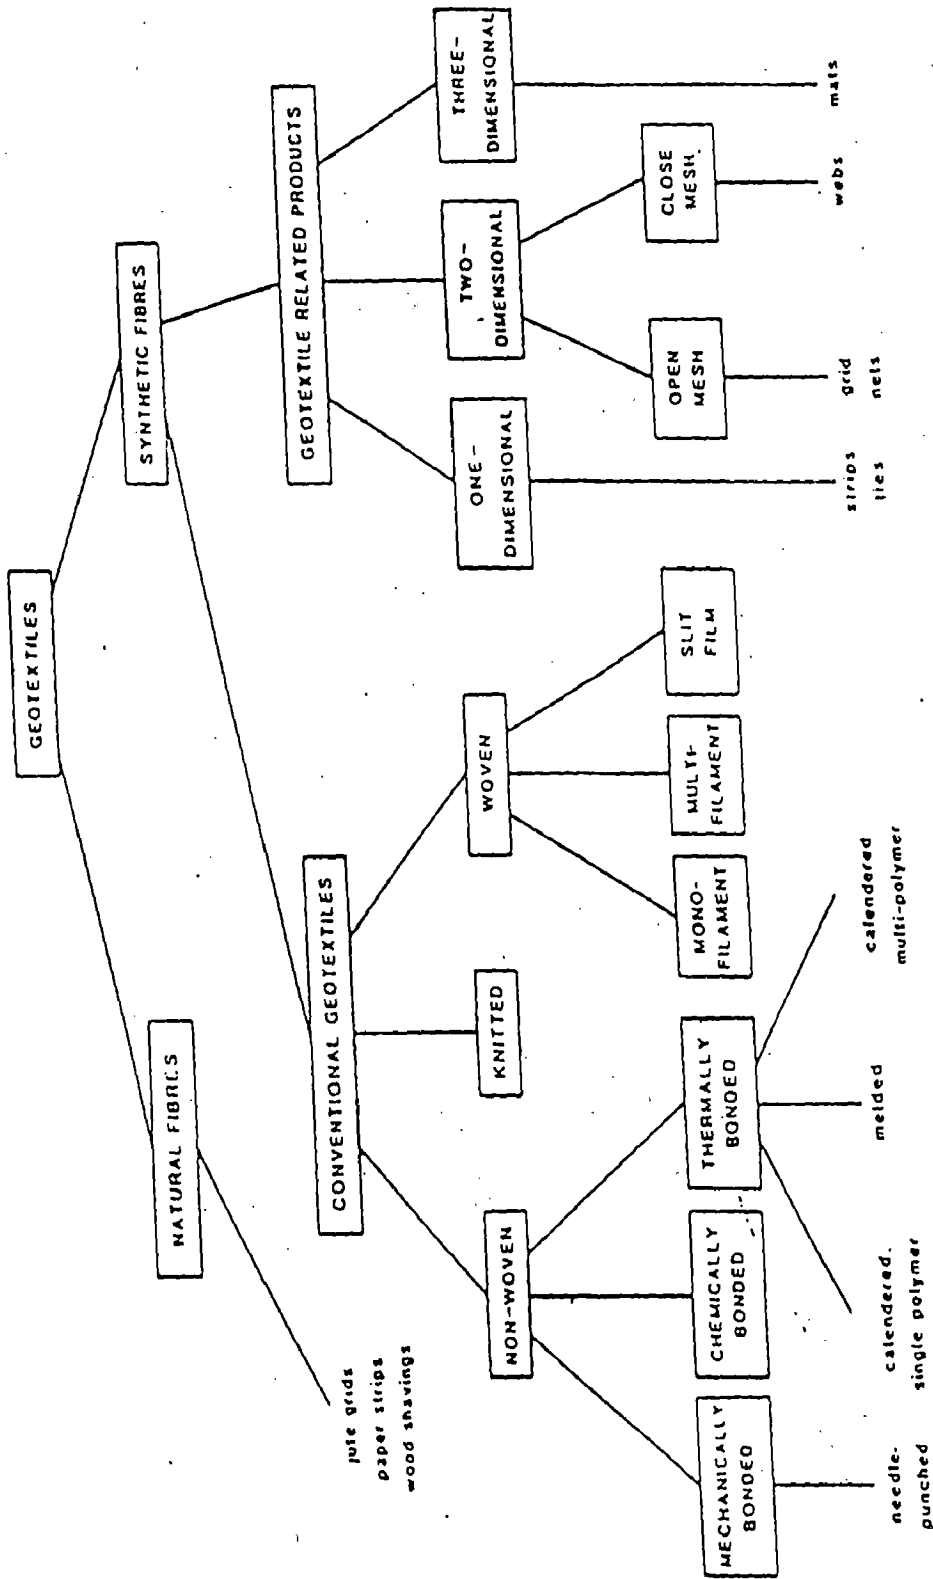 GEOTEXTILES
NATURAL FIBRES
SYNTHETIC FIBRES
jute grids
paper strips
wood shavings
CONVENTIONAL GEOTEXTILES
GEOTEXTILE RELATED PRODUCTS
NON-WOVEN
KNITTED
WOVEN
ONE-
DIMENSIONAL
TWO-
DIMENSIONAL
THREE-
DIMENSIONAL
MECHANICALLY
BONDED
CHEMICALLY
BONDED
THERMALLY
BONDED
MONO-
FILAMENT
MULTI-
FILAMENT
SLIT
FILM
OPEN
MESH
CLOSE
MESH.
needle-
punched
calendered.
single polymer
melded
calendered
multi-polymer
strips
ties
grid
nets
webs
mats